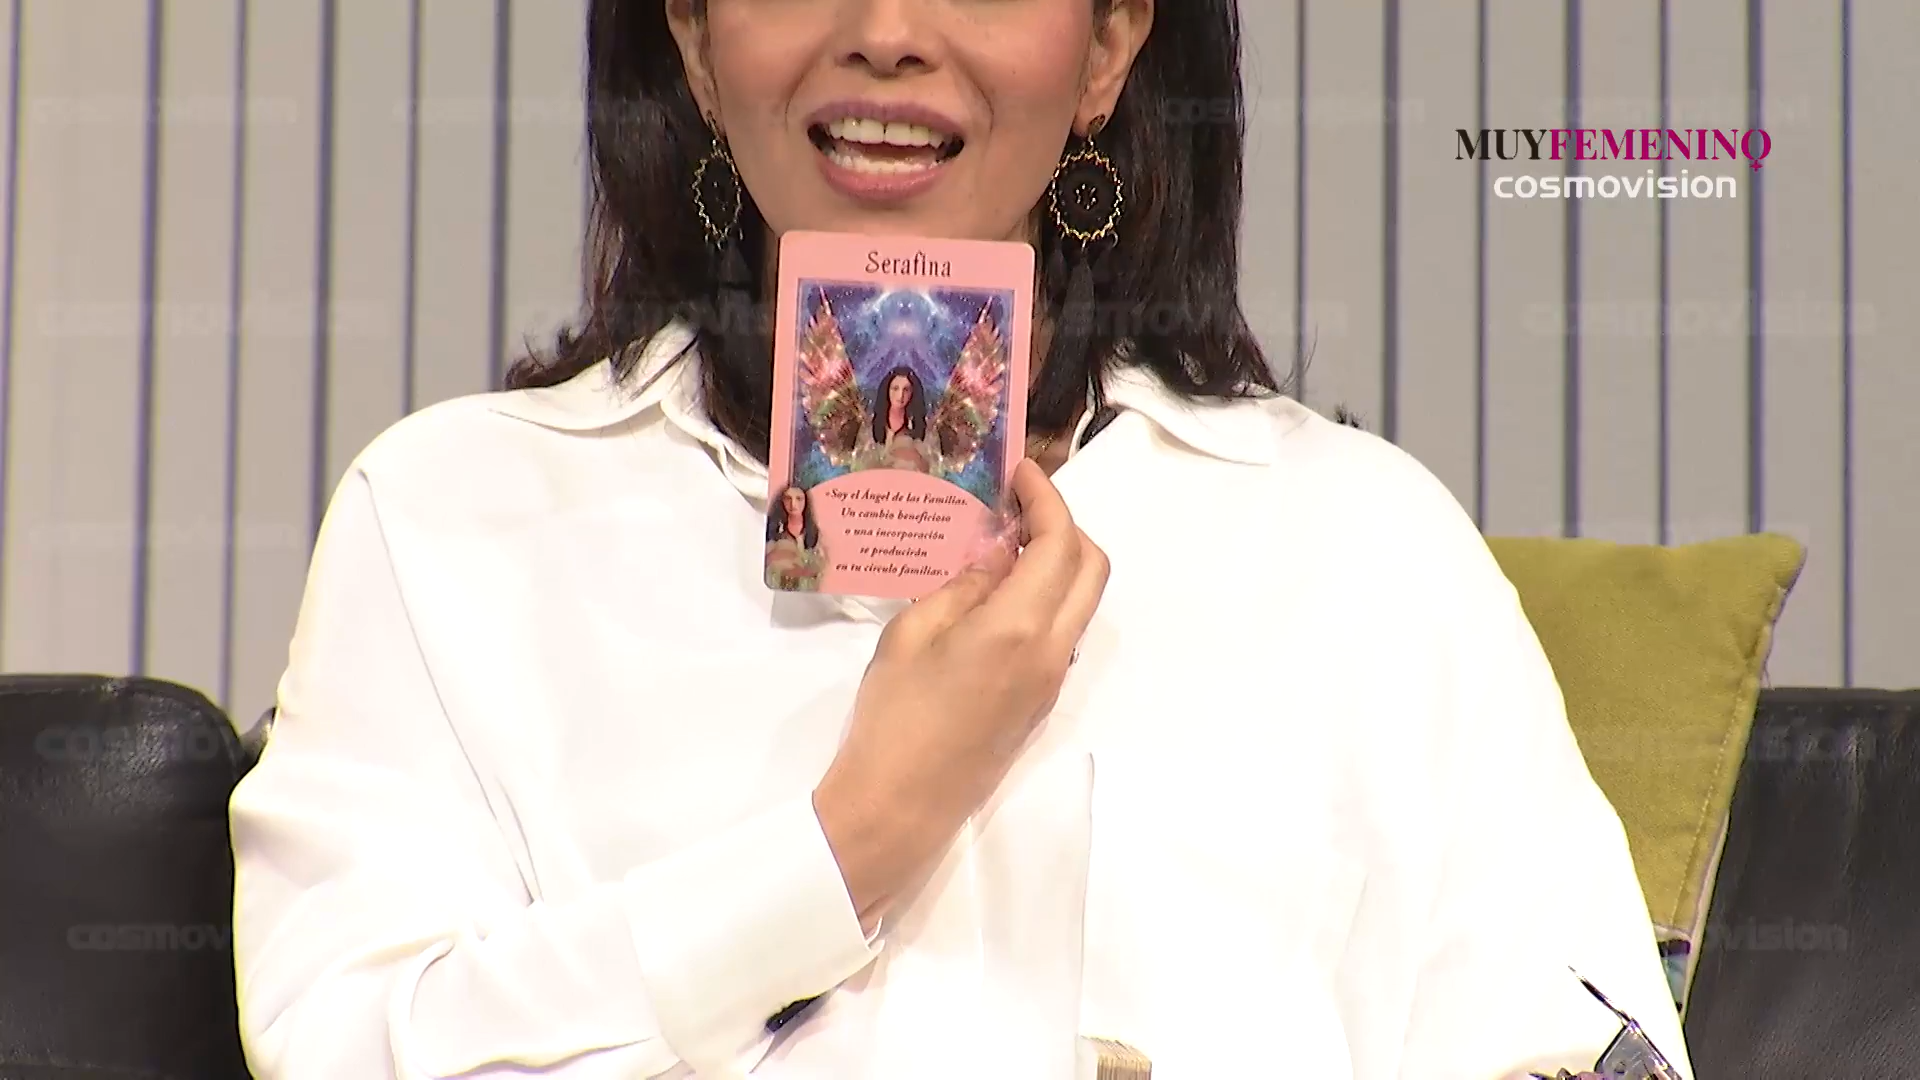 MUYFEMENINO
cosmovision
Serafina
«Soy el Ángel de las Familias.
Un cambio beneficioso
o una incorporación
se producirán
en tu círculo familiar.»